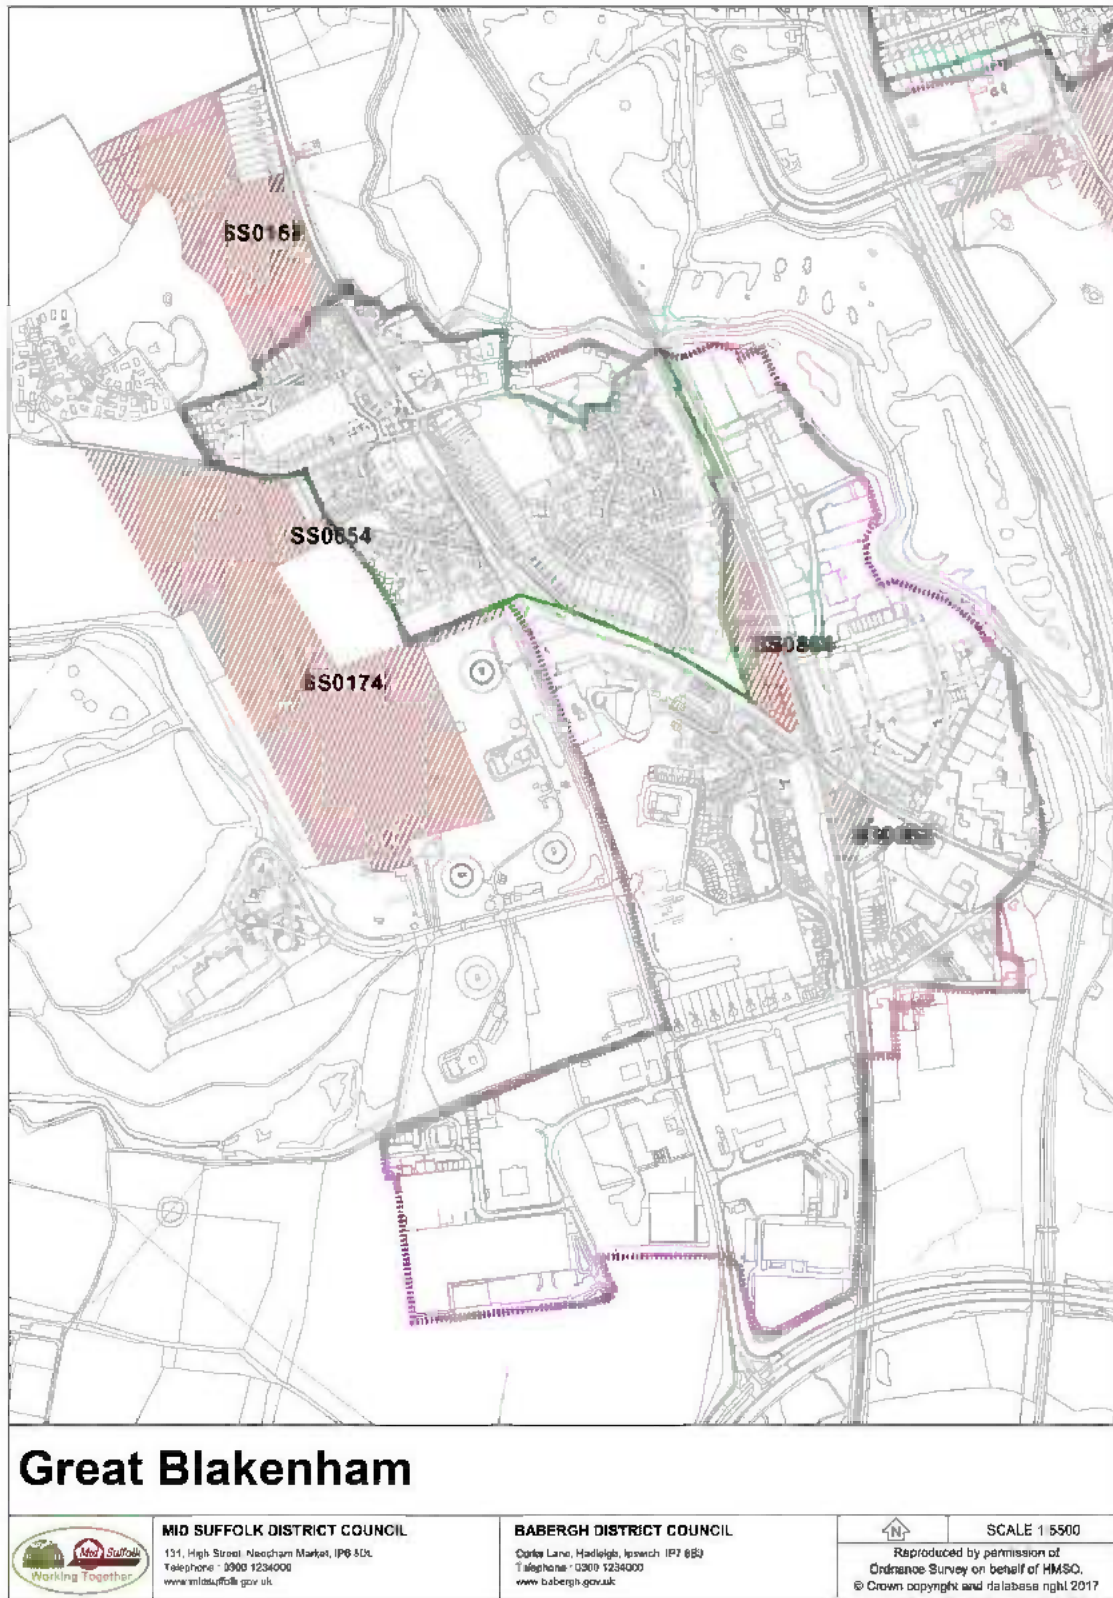 SS0654
SS0174
Great Blakenham
Mid Suffolk
Working Together
MID SUFFOLK DISTRICT COUNCIL
131, High Street, Needham Market, IP6 8DL
Telephone : 0300 1234000
www.midsuffolk.gov.uk
BABERGH DISTRICT COUNCIL
Corks Lane, Hadleigh, Ipswich IP7 6SJ
Telephone : 0300 1234000
www.babergh.gov.uk
N
SCALE 1:5500
Reproduced by permission of
Ordnance Survey on behalf of HMSO.
© Crown copyright and database right 2017